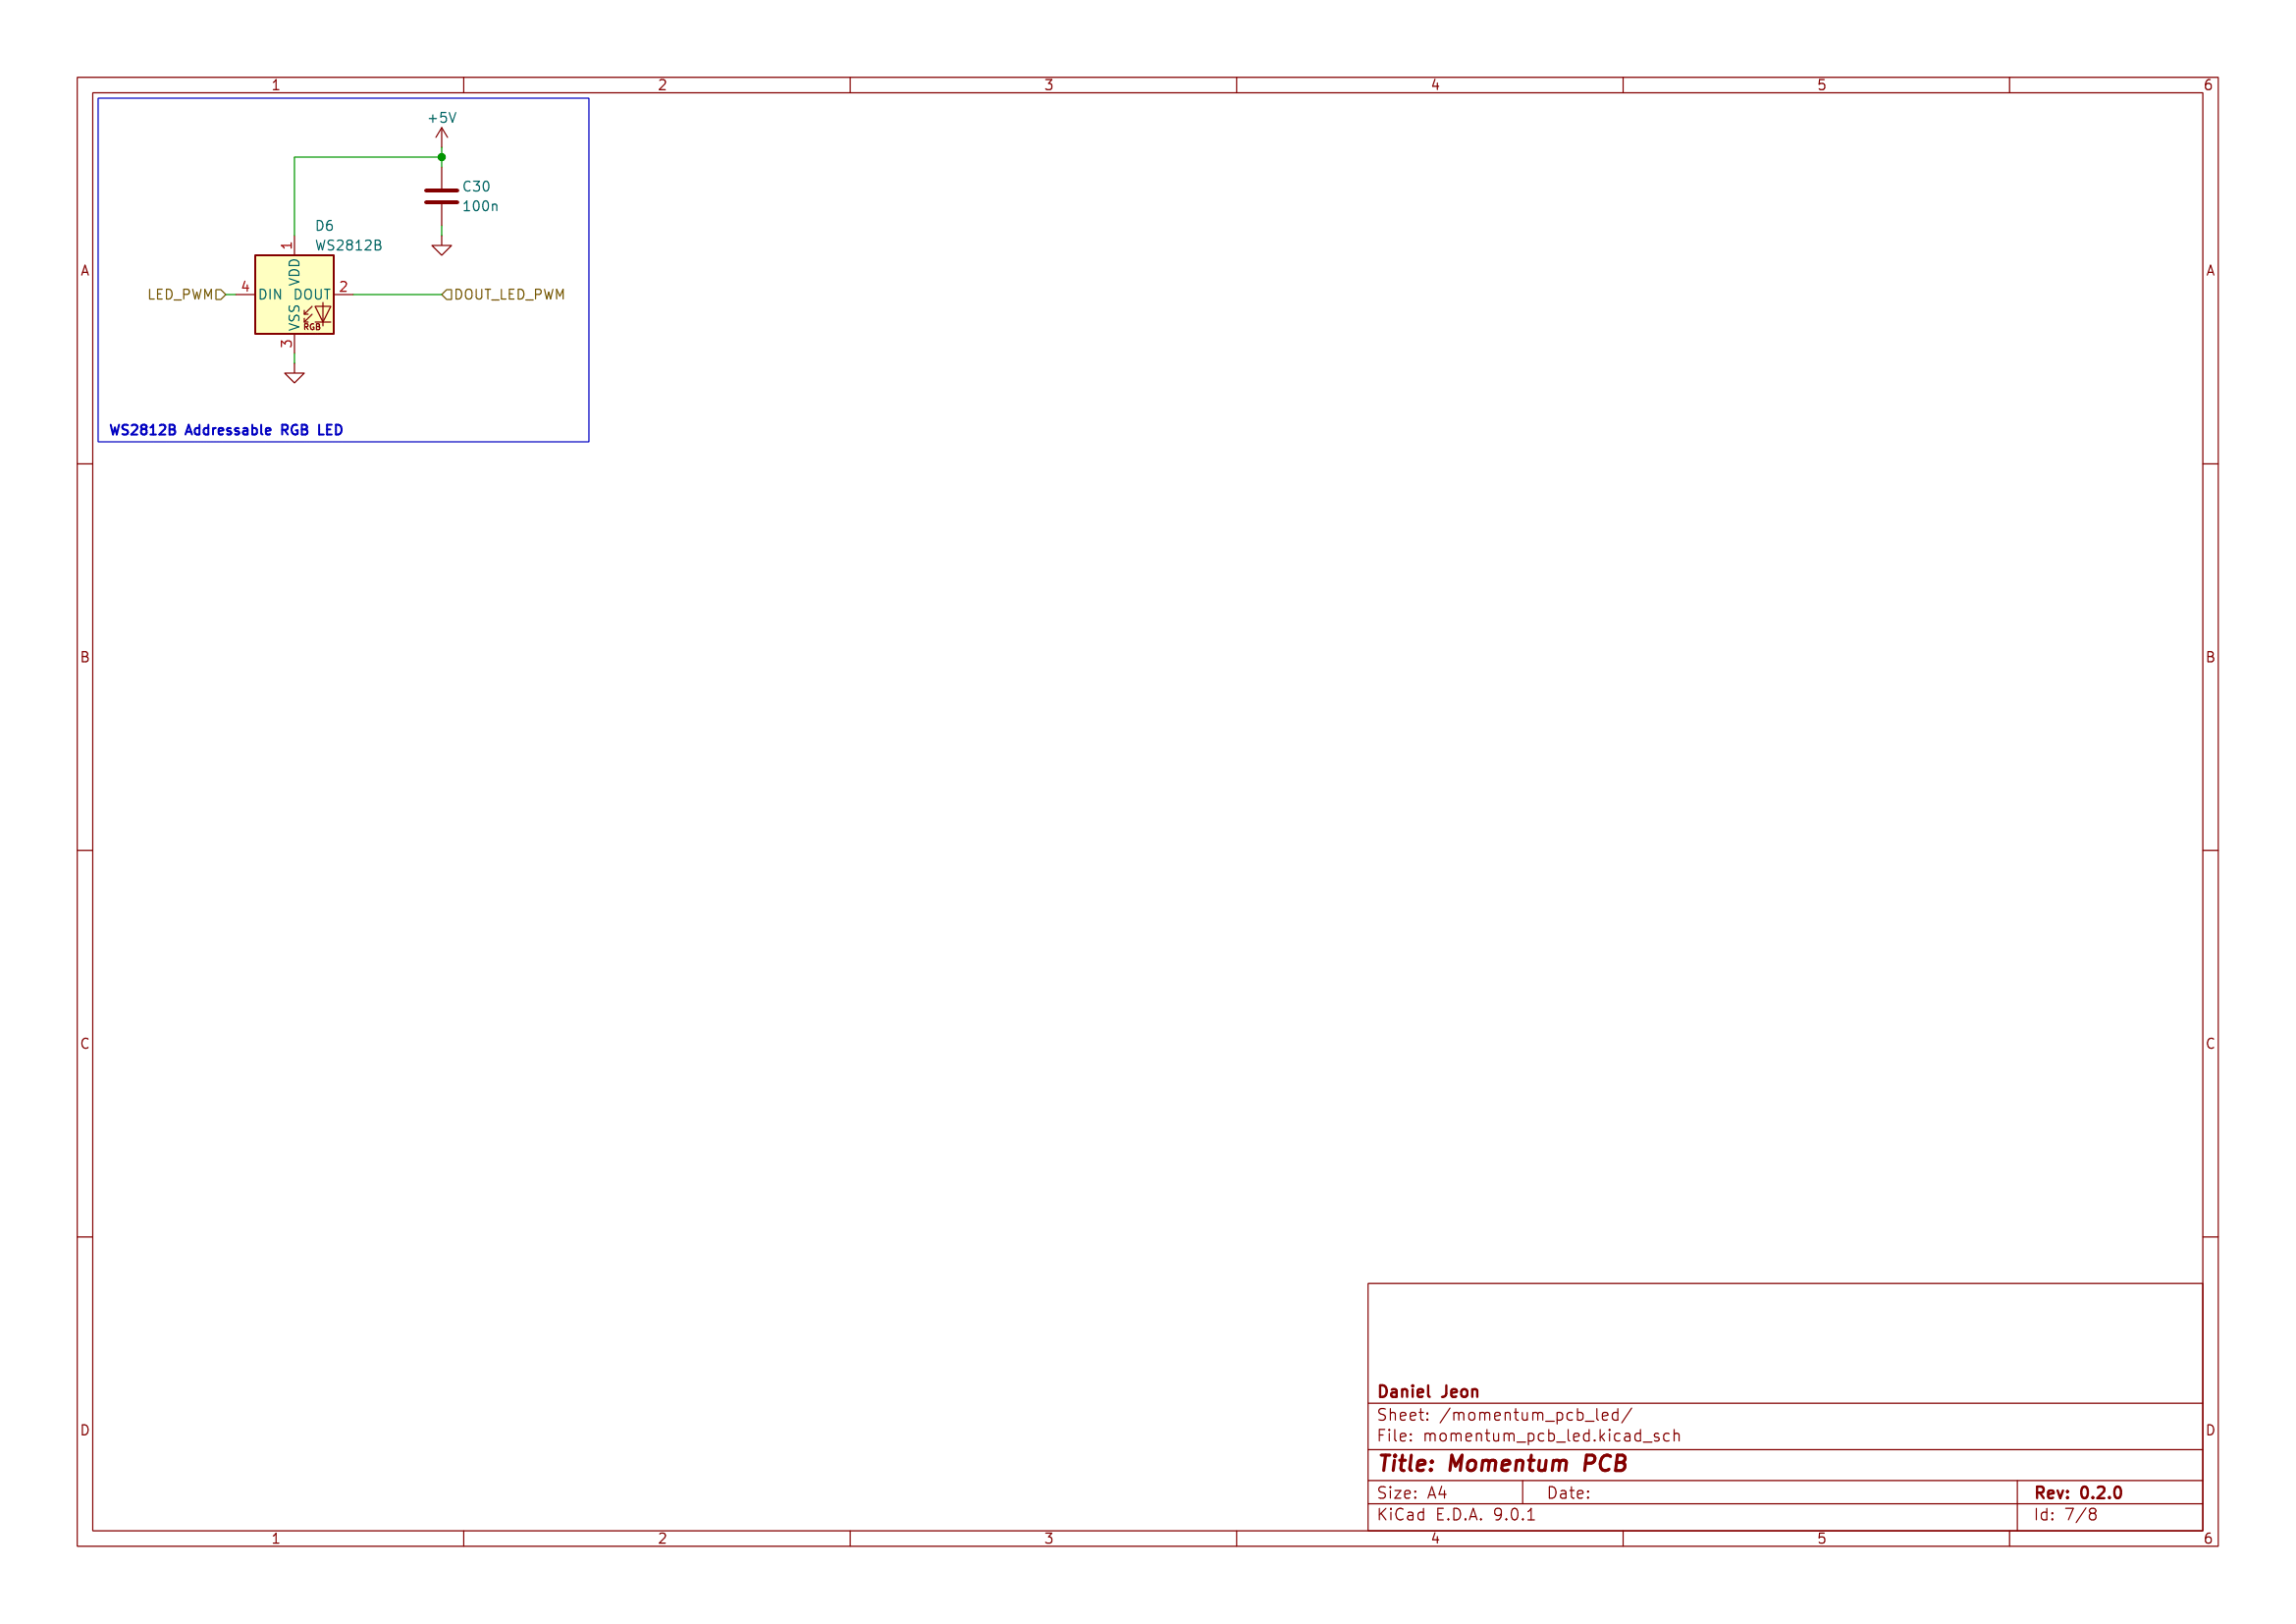 1 2 3 4 5 6
+5V
C30
100n
D6
WS2812B
1
VDD
A A
LED_PWM 4 DIN DOUT 2 DOUT_LED_PWM
VSS
RGB
3
WS2812B Addressable RGB LED
B B
C C
Daniel Jeon
Sheet: /momentum_pcb_led/
D D
File: momentum_pcb_led.kicad_sch
Title: Momentum PCB
Size: A4 Date: Rev: 0.2.0
KiCad E.D.A. 9.0.1 Id: 7/8
1 2 3 4 5 6